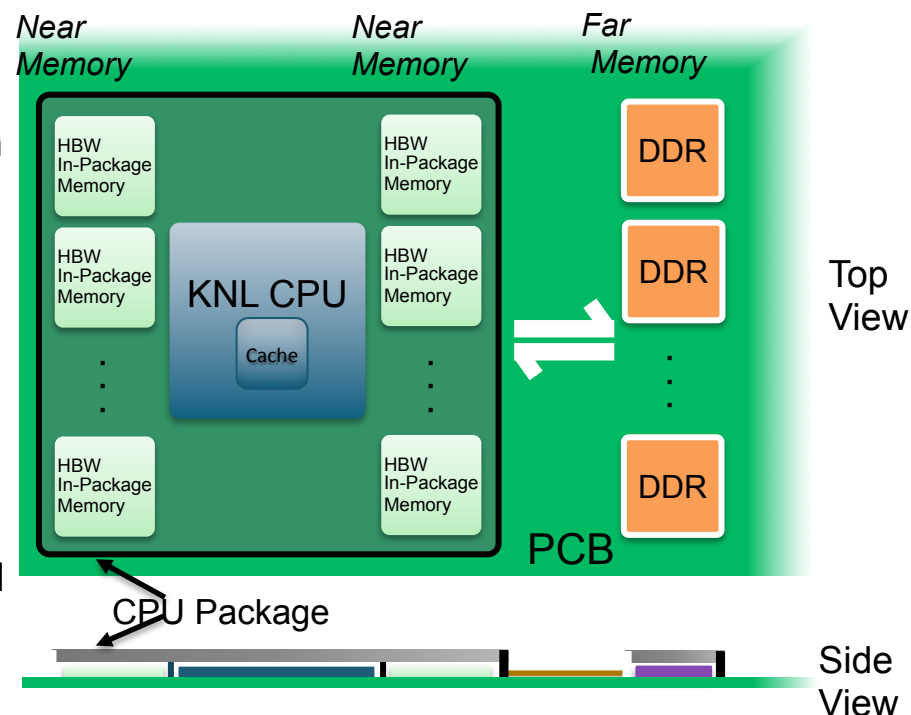 Near
Memory
Near
Memory
Far
Memory
HBW
In-Package
Memory
HBW
In-Package
Memory
DDR
HBW
In-Package
Memory
HBW
In-Package
Memory
DDR
KNL CPU
Cache
Top
View
HBW
In-Package
Memory
HBW
In-Package
Memory
DDR
PCB
CPU Package
Side
View